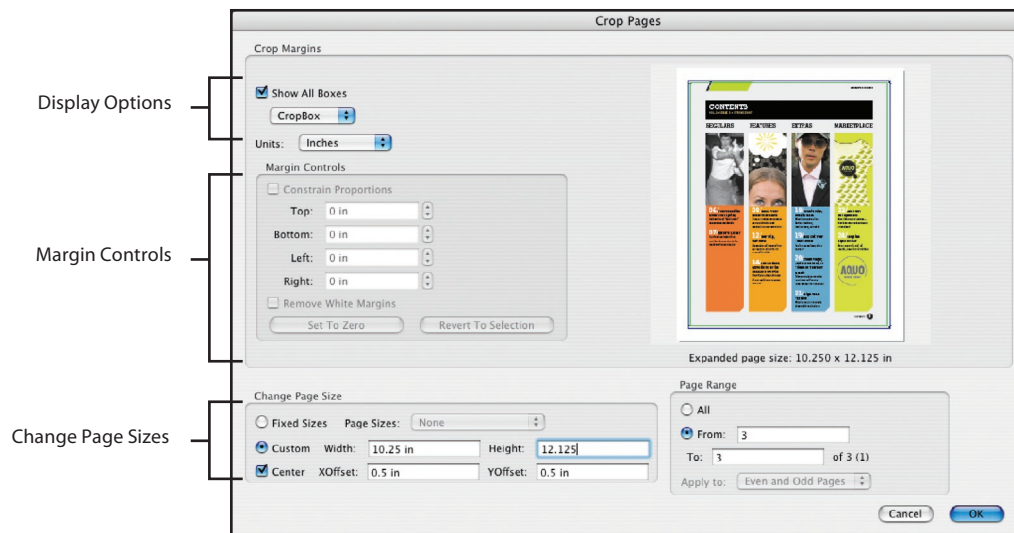 Crop Pages
Crop Margins
Display Options
Show All Boxes
CropBox
Units: Inches
Margin Controls
Margin Controls
Constrain Proportions
Top: 0 in
Bottom: 0 in
Left: 0 in
Right: 0 in
Remove White Margins
Set To Zero Revert To Selection
CONTENTS
REGULARS FEATURES EXTRAS MARKETPLACE
AQUO
AQUO
Expanded page size: 10.250 x 12.125 in
Change Page Sizes
Change Page Size
Fixed Sizes Page Sizes: None
Custom Width: 10.25 in Height: 12.125
Center XOffset: 0.5 in YOffset: 0.5 in
Page Range
All
From: 3
To: 3 of 3 (1)
Apply to: Even and Odd Pages
Cancel OK